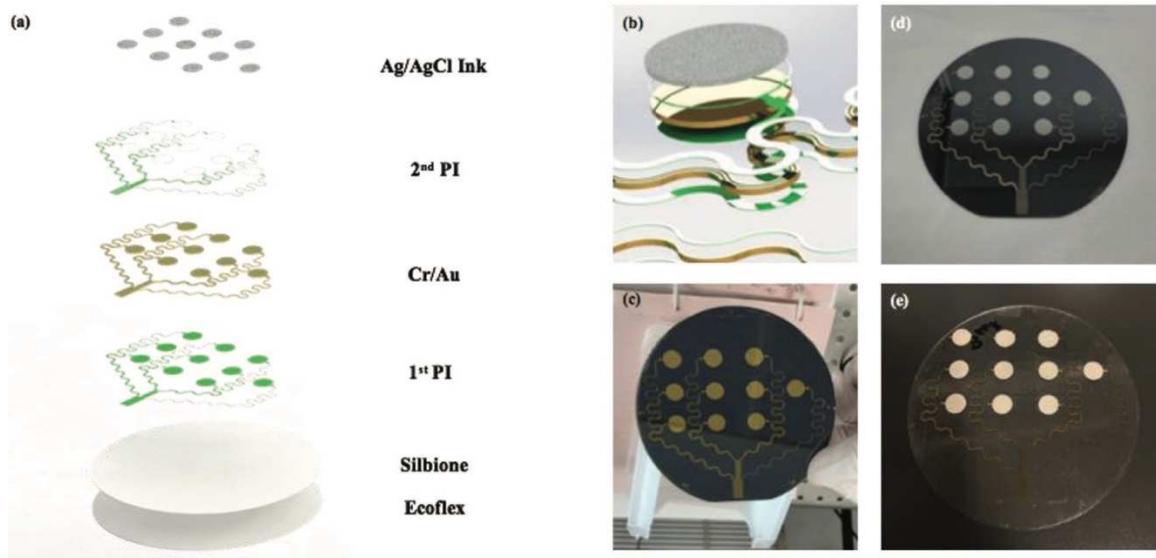 (a)
Ag/AgCl Ink
2nd PI
Cr/Au
1st PI
Silbione
Ecoflex
(b)
(d)
(c)
(e)